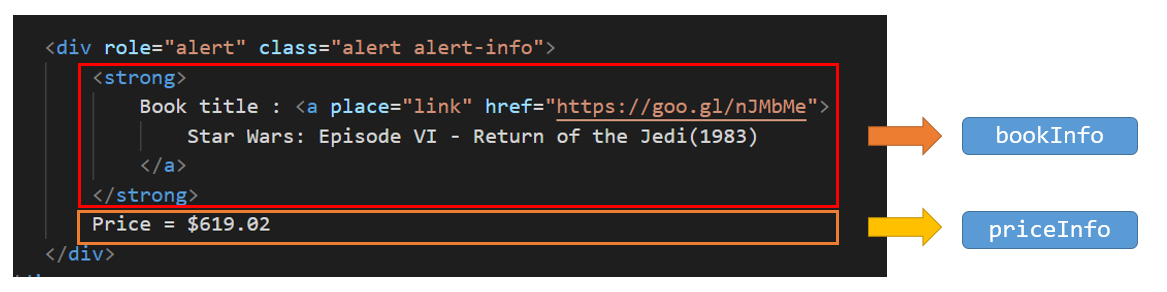 <div role="alert" class="alert alert-info">
<strong>
Book title : <a place="link" href="https://goo.gl/nJMbMe">
Star Wars: Episode VI - Return of the Jedi(1983)
</a>
</strong>
Price = $619.02
</div>
bookInfo
priceInfo